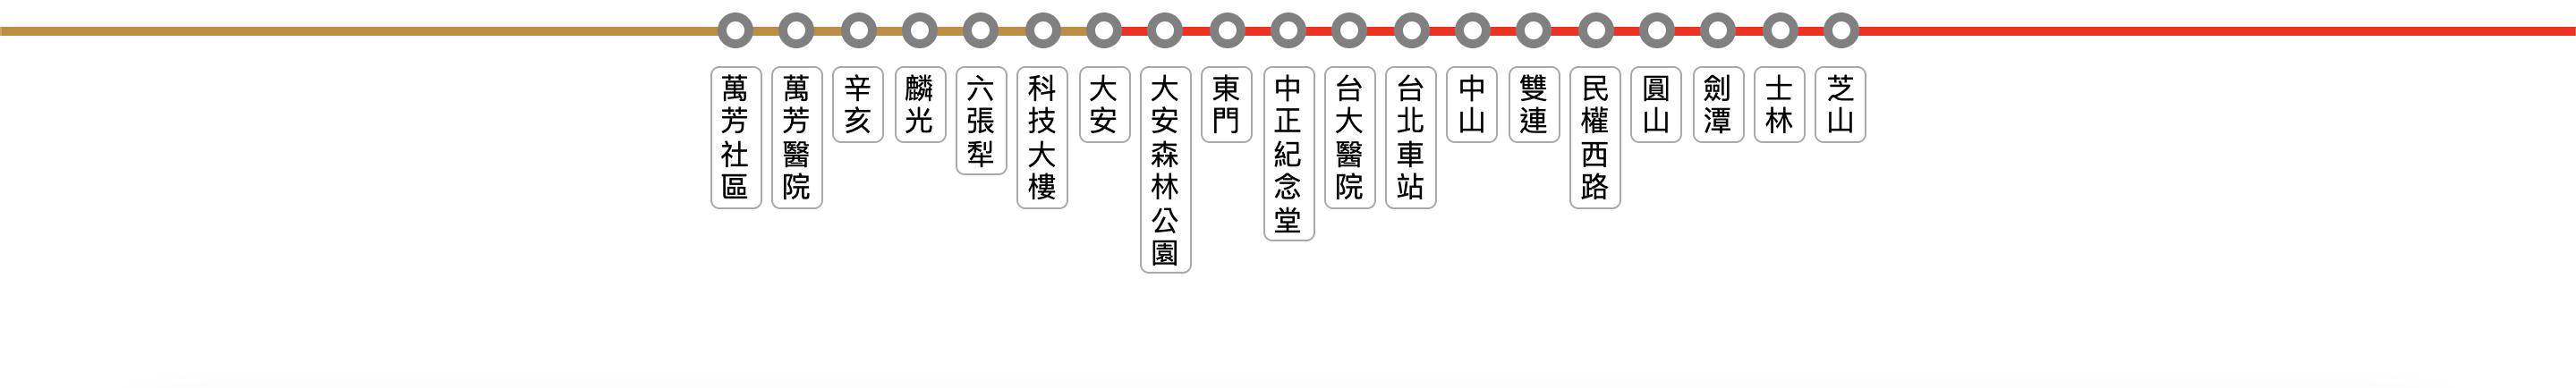 萬芳社區
萬芳醫院
辛亥
麟光
六張犁
科技大樓
大安
大安森林公園
東門
中正紀念堂
台大醫院
台北車站
中山
雙連
民權西路
圓山
劍潭
士林
芝山